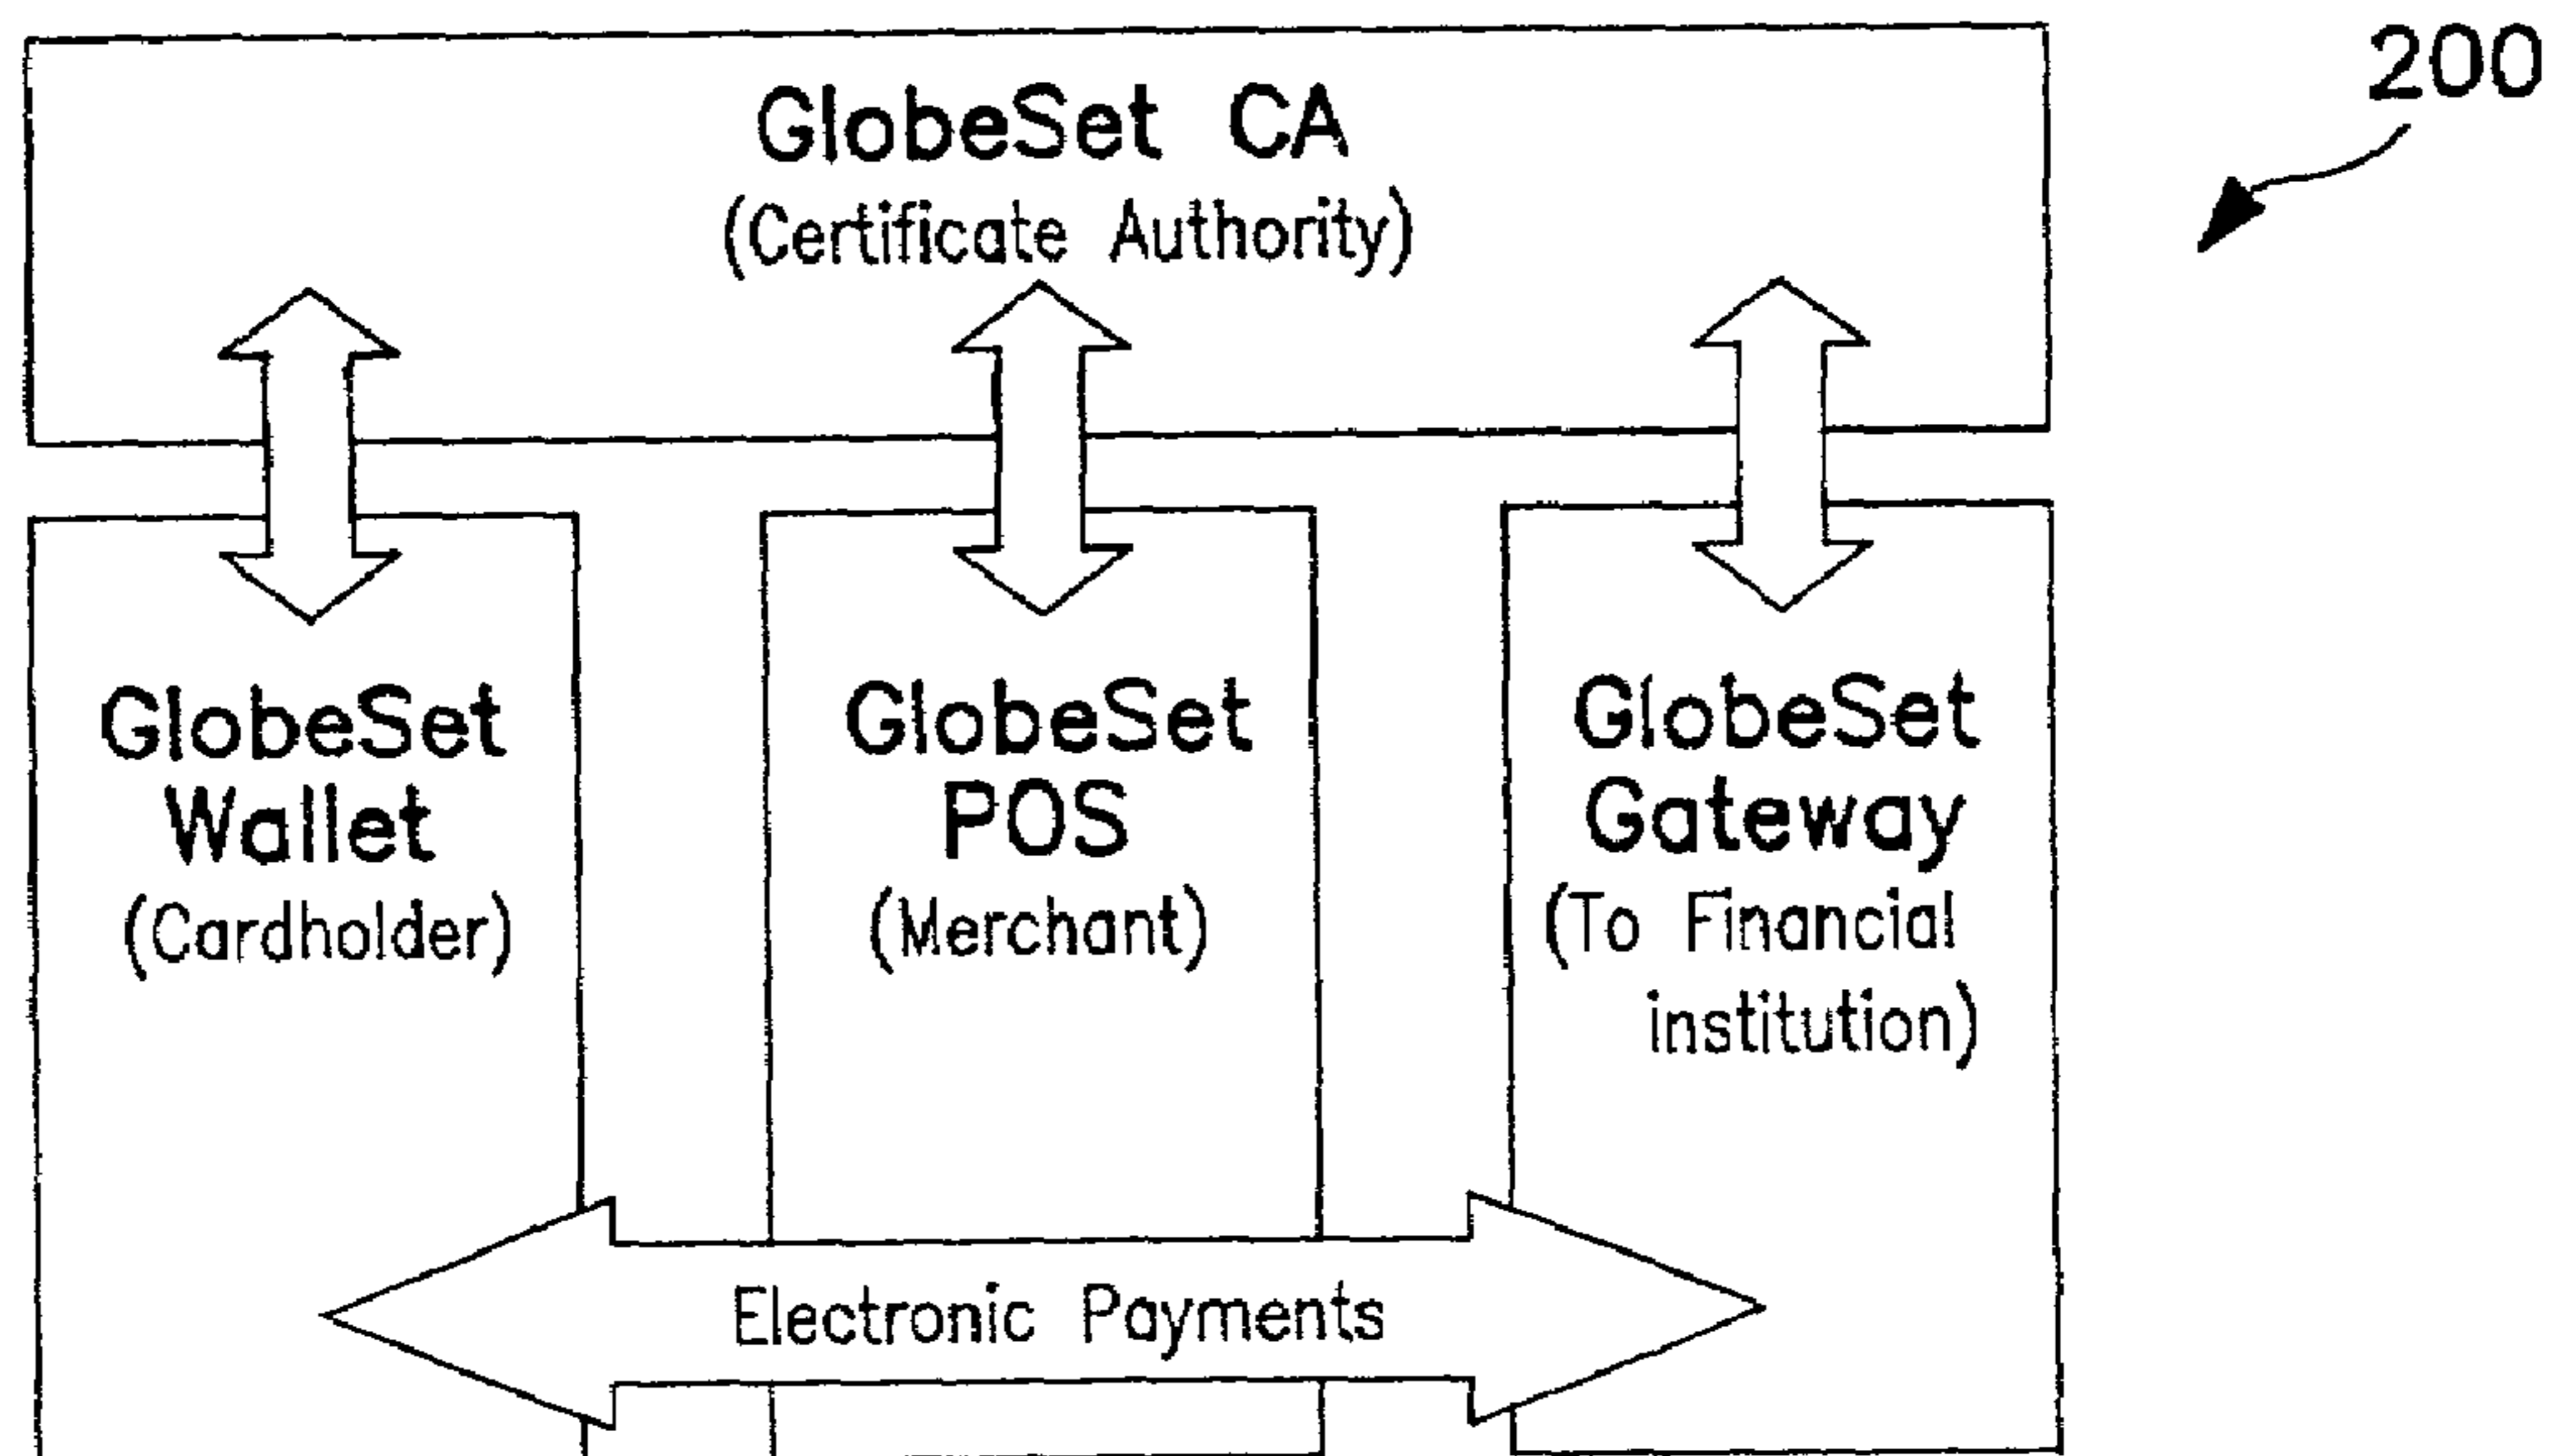 200
GlobeSet CA
(Certificate Authority)
GlobeSet
Wallet
(Cardholder)
GlobeSet
POS
(Merchant)
GlobeSet
Gateway
(To Financial
institution)
Electronic Payments